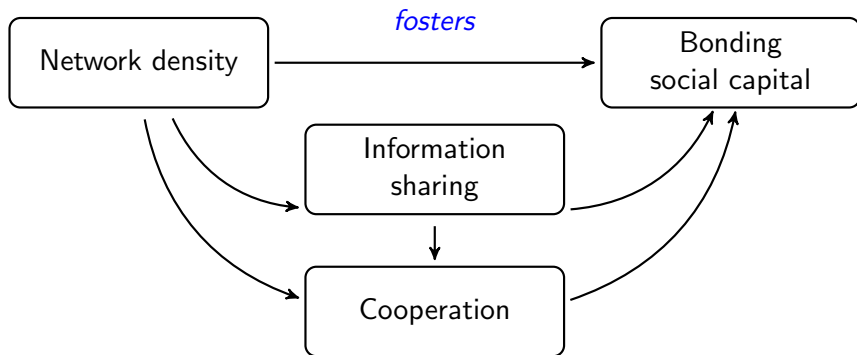 fosters
Network density
Bonding
social capital
Information
sharing
Cooperation